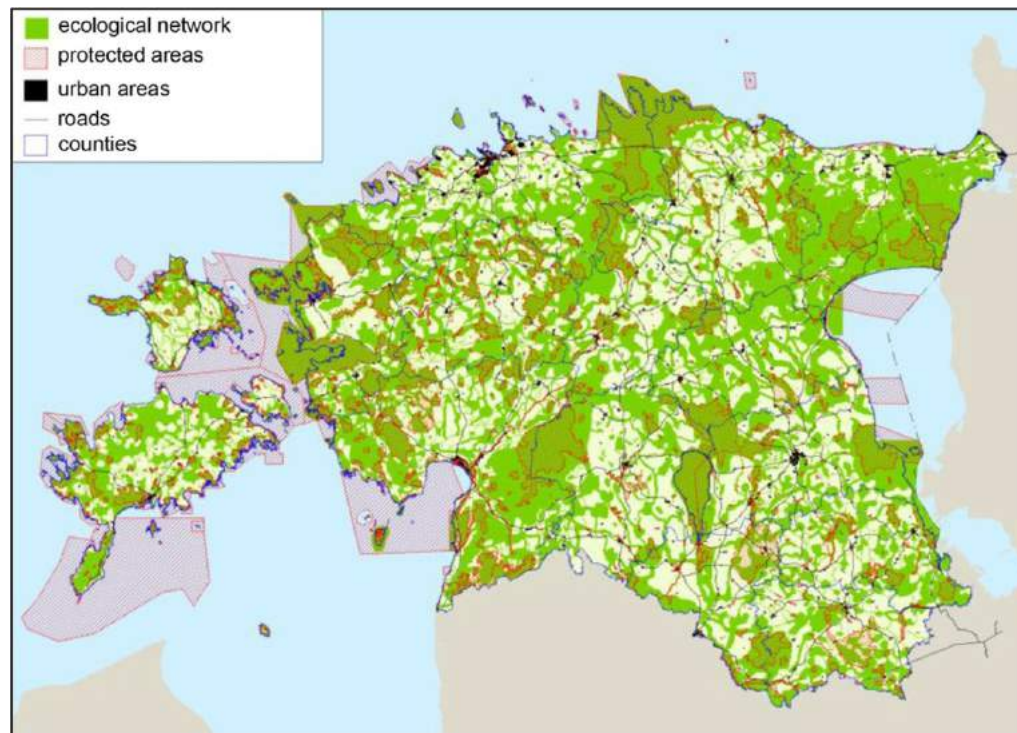 ecological network
protected areas
urban areas
roads
counties